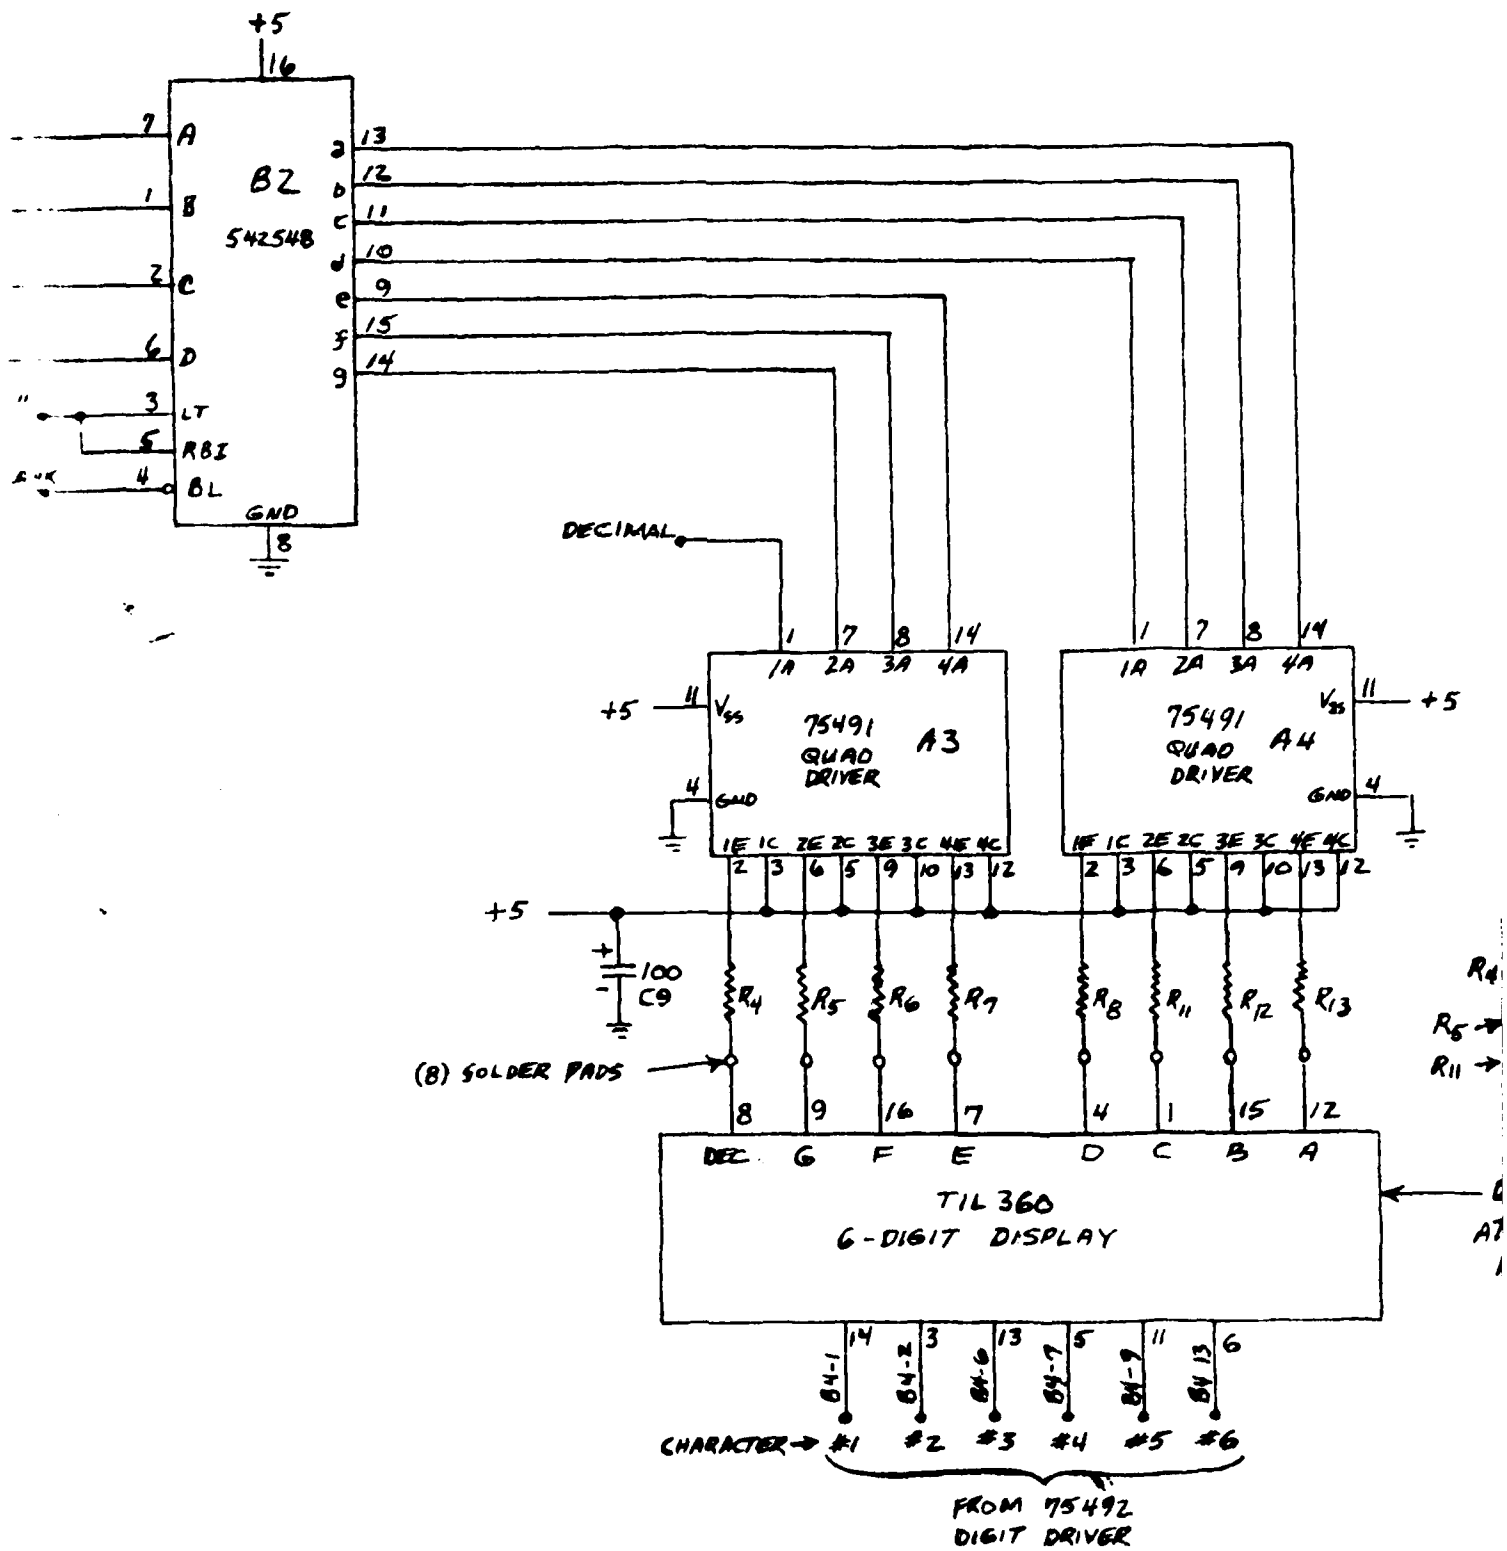 +5
16
7 A
a 13
B2
b 12
1 B
c 11
54254B
d 10
2 C
e 9
f 15
6 D
g 14
3 LT
5 RBI
4 BL
GND
8
DECIMAL
1 7 8 14
1A 2A 3A 4A
+5 11 Vss
75491
QUAD
DRIVER
A3
4 GND
1E 1C 2E 2C 3E 3C 4E 4C
2 3 6 5 9 10 13 12
1 7 8 14
1A 2A 3A 4A
Vss 11 +5
75491
QUAD
DRIVER
A4
GND 4
1E 1C 2E 2C 3E 3C 4E 4C
2 3 6 5 9 10 13 12
+5
+
-
100
C9
R4 R5 R6 R7 R8 R11 R12 R13
R4
R5
R11
(8) SOLDER PADS
8 9 16 7 4 1 15 12
DEC. G F E D C B A
TIL 360
6-DIGIT DISPLAY
14 3 13 5 11 6
B4-1 B4-2 B4-6 B4-7 B4-9 B4 13
CHARACTER #1 #2 #3 #4 #5 #6
FROM 75492
DIGIT DRIVER